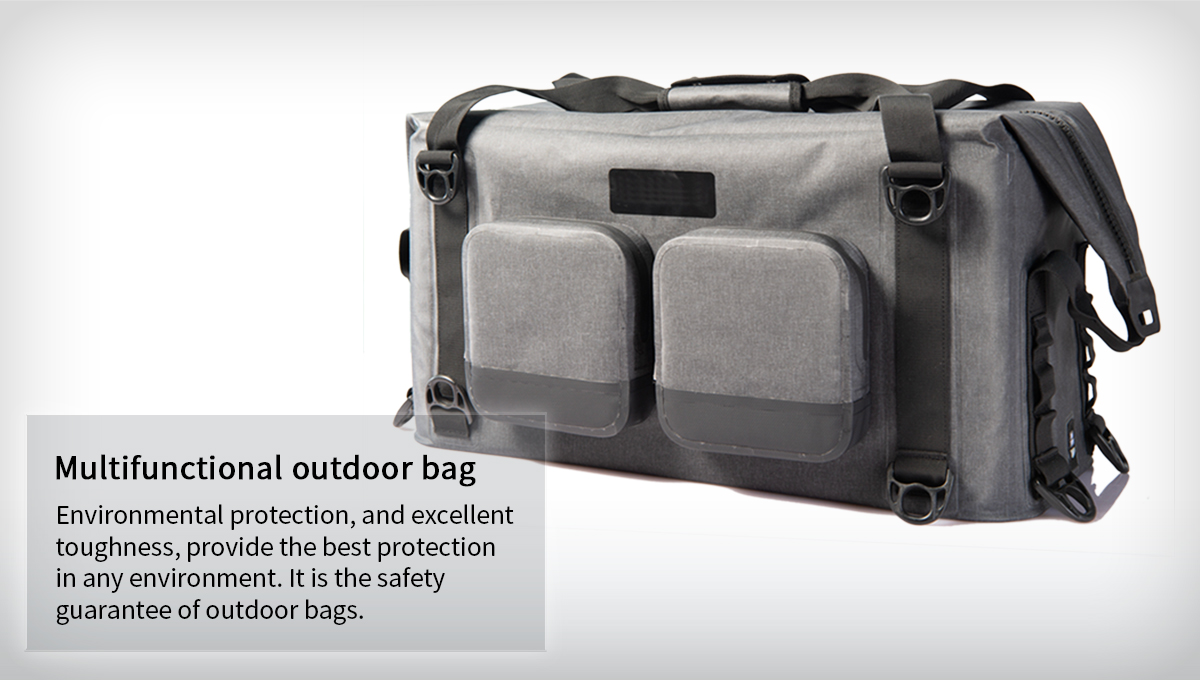 Multifunctional outdoor bag
Environmental protection, and excellent
toughness, provide the best protection
in any environment. It is the safety
guarantee of outdoor bags.